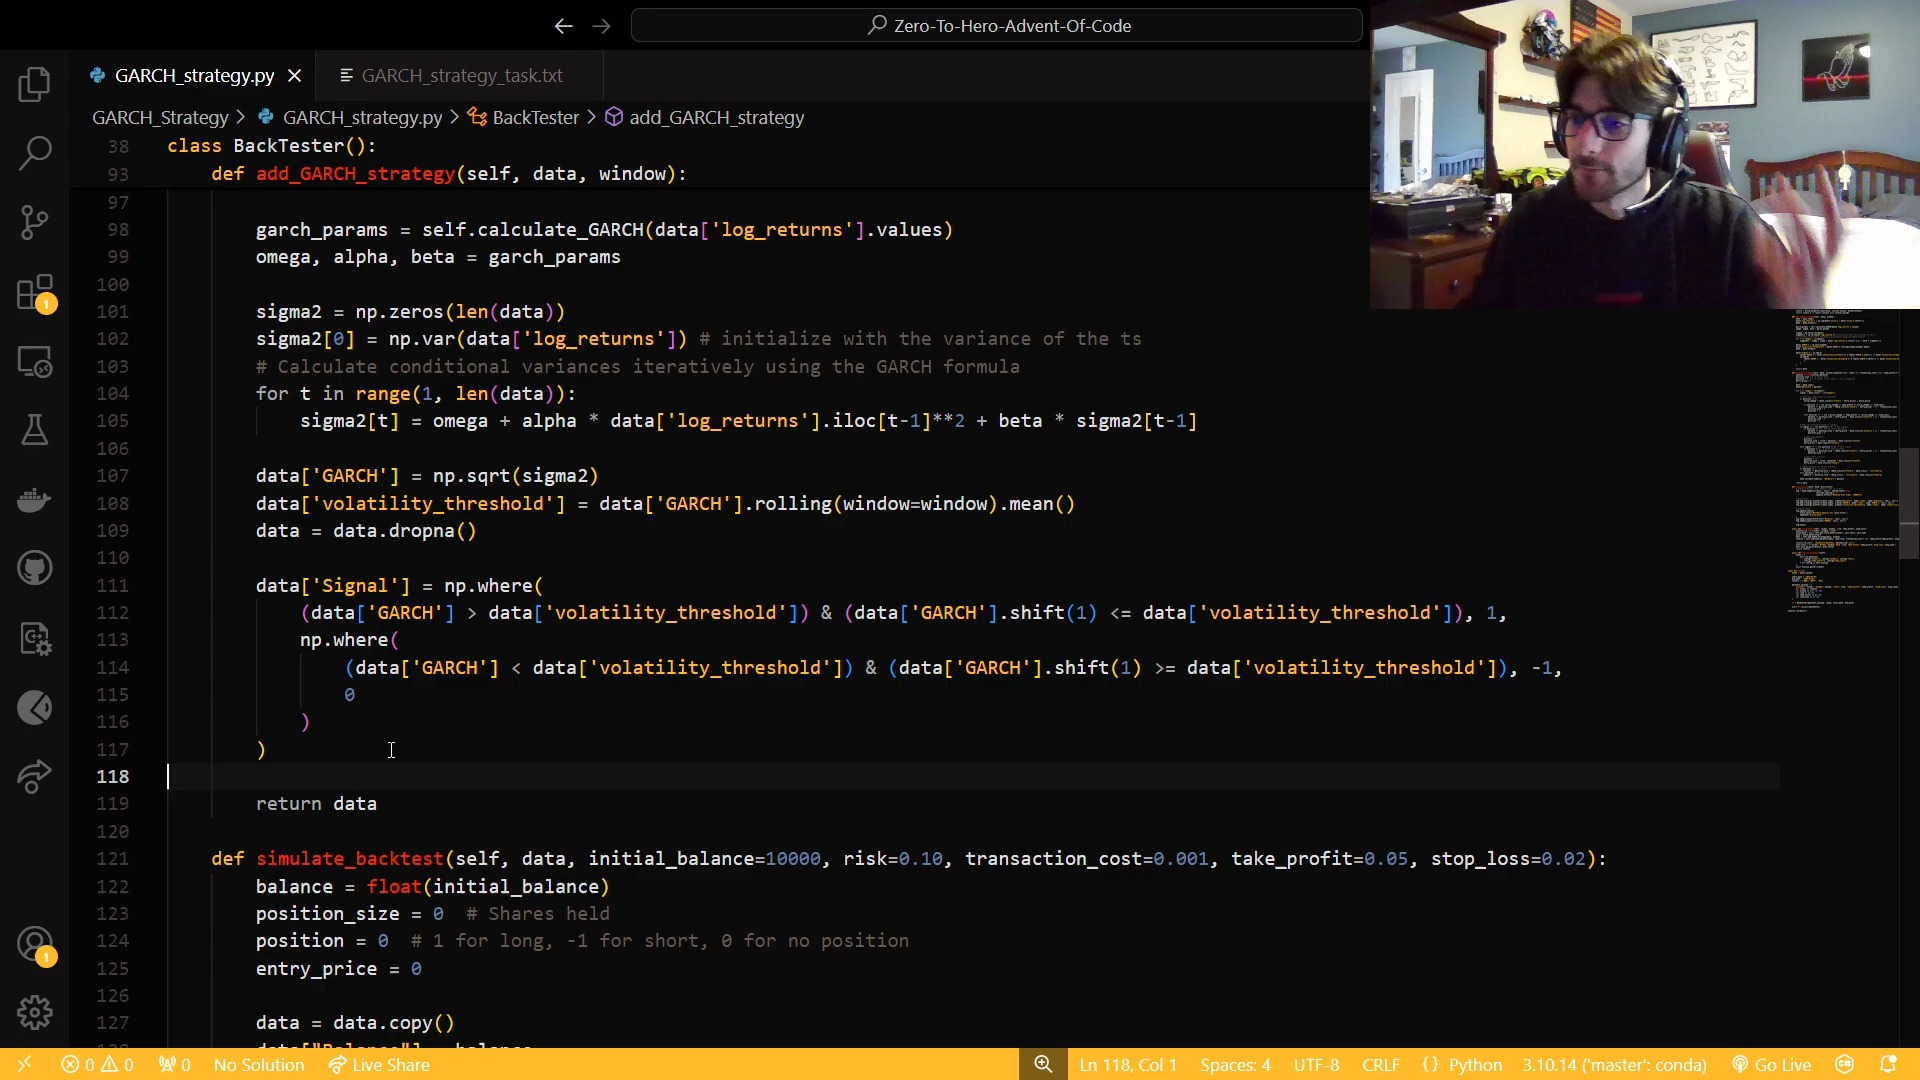 Zero-To-Hero-Advent-Of-Code
GARCH_strategy.py
GARCH_strategy_task.txt
GARCH_Strategy > GARCH_strategy.py > BackTester > add_GARCH_strategy
38 class BackTester():
93 def add_GARCH_strategy(self, data, window):
97
98 garch_params = self.calculate_GARCH(data['log_returns'].values)
99 omega, alpha, beta = garch_params
100
101 sigma2 = np.zeros(len(data))
102 sigma2[0] = np.var(data['log_returns']) # initialize with the variance of the ts
103 # Calculate conditional variances iteratively using the GARCH formula
104 for t in range(1, len(data)):
105 sigma2[t] = omega + alpha * data['log_returns'].iloc[t-1]**2 + beta * sigma2[t-1]
106
107 data['GARCH'] = np.sqrt(sigma2)
108 data['volatility_threshold'] = data['GARCH'].rolling(window=window).mean()
109 data = data.dropna()
110
111 data['Signal'] = np.where(
112 (data['GARCH'] > data['volatility_threshold']) & (data['GARCH'].shift(1) <= data['volatility_threshold']), 1,
113 np.where(
114 (data['GARCH'] < data['volatility_threshold']) & (data['GARCH'].shift(1) >= data['volatility_threshold']), -1,
115 0
116 )
117 )
118
119 return data
120
121 def simulate_backtest(self, data, initial_balance=10000, risk=0.10, transaction_cost=0.001, take_profit=0.05, stop_loss=0.02):
122 balance = float(initial_balance)
123 position_size = 0 # Shares held
124 position = 0 # 1 for long, -1 for short, 0 for no position
125 entry_price = 0
126
127 data = data.copy()
1
1
0 0 0 No Solution Live Share Ln 118, Col 1 Spaces: 4 UTF-8 CRLF {} Python 3.10.14 ('master': conda) Go Live